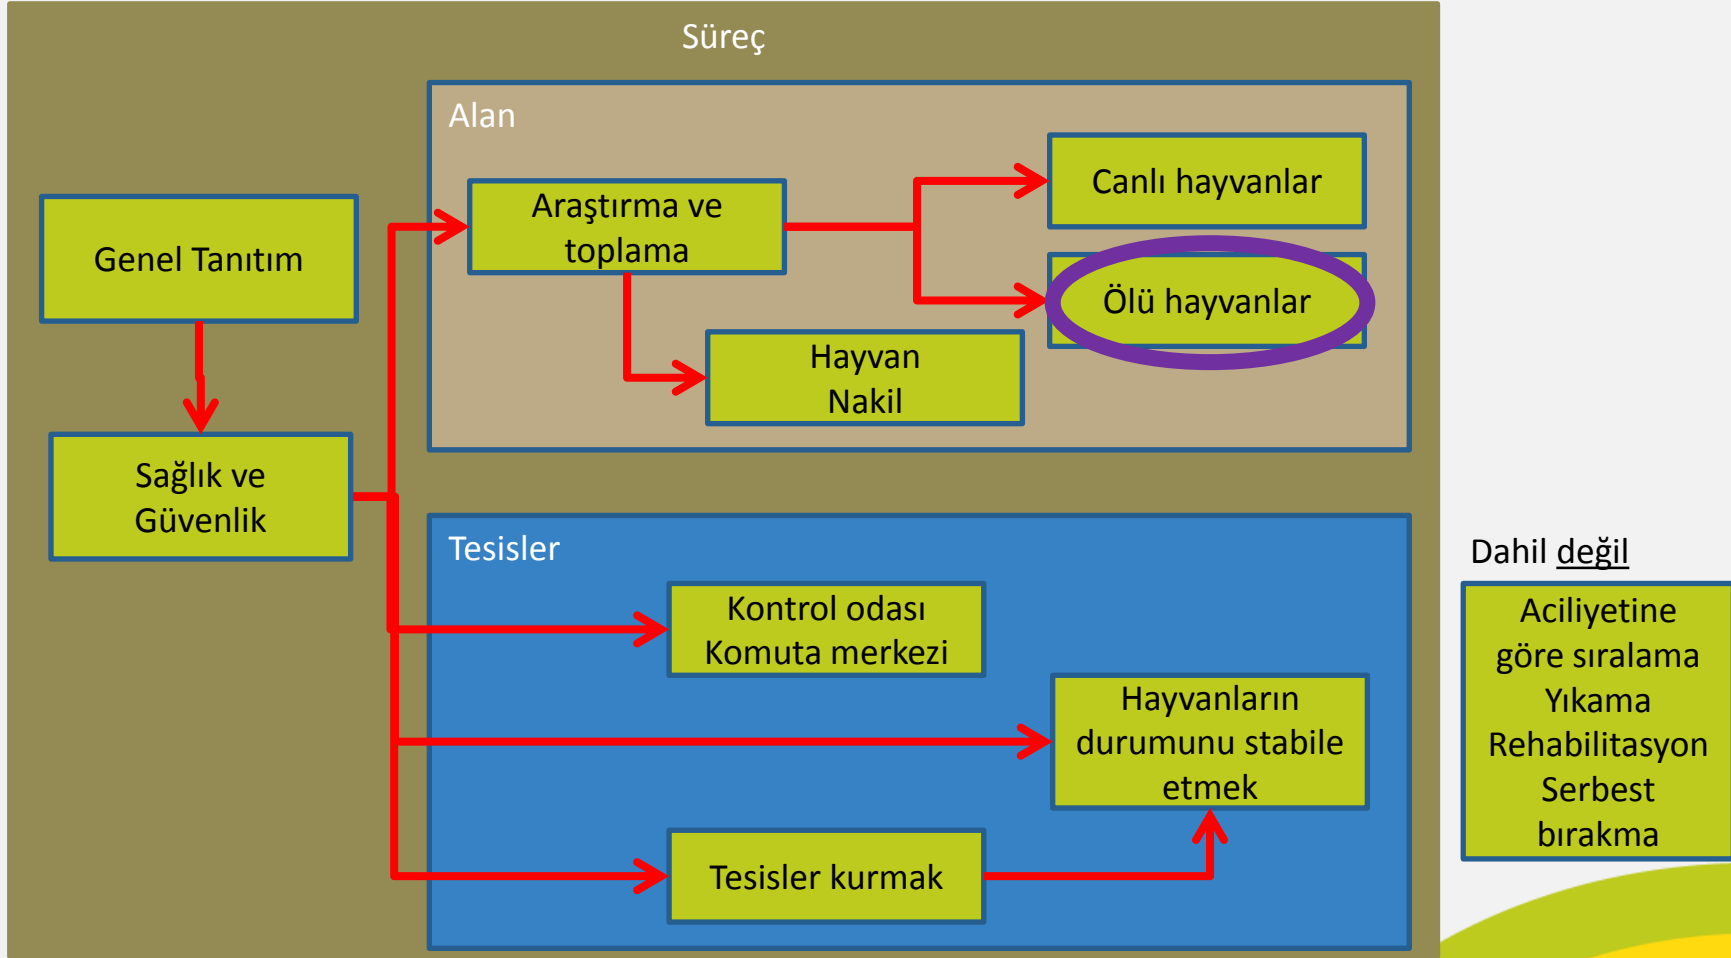 Süreç
Alan
Genel Tanıtım
Sağlık ve
Güvenlik
Araştırma ve
toplama
Canlı hayvanlar
Ölü hayvanlar
Hayvan
Nakil
Tesisler
Kontrol odası
Komuta merkezi
Hayvanların
durumunu stabile
etmek
Tesisler kurmak
Dahil değil
Aciliyetine
göre sıralama
Yıkama
Rehabilitasyon
Serbest
bırakma